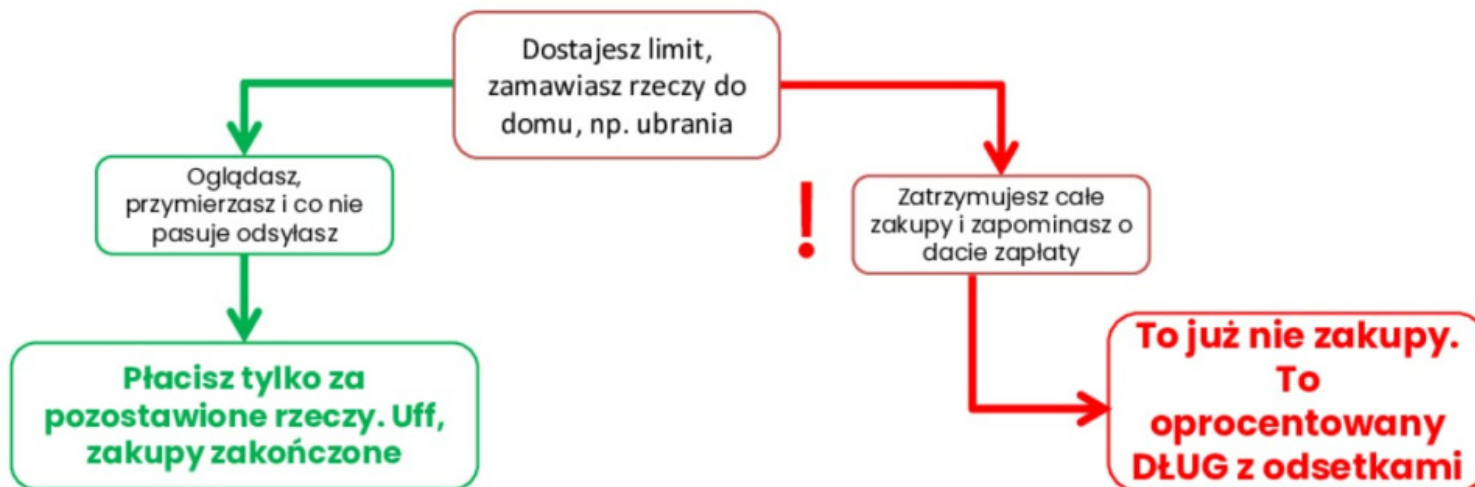 Dostajesz limit,
zamawiasz rzeczy do
domu, np. ubrania
Oglądasz,
przymierzasz i co nie
pasuje odsyłasz
!
Zatrzymujesz całe
zakupy i zapominasz o
dacie zapłaty
Płacisz tylko za
pozostawione rzeczy. Uff,
zakupy zakończone
To już nie zakupy.
To
oprocentowany
DŁUG z odsetkami